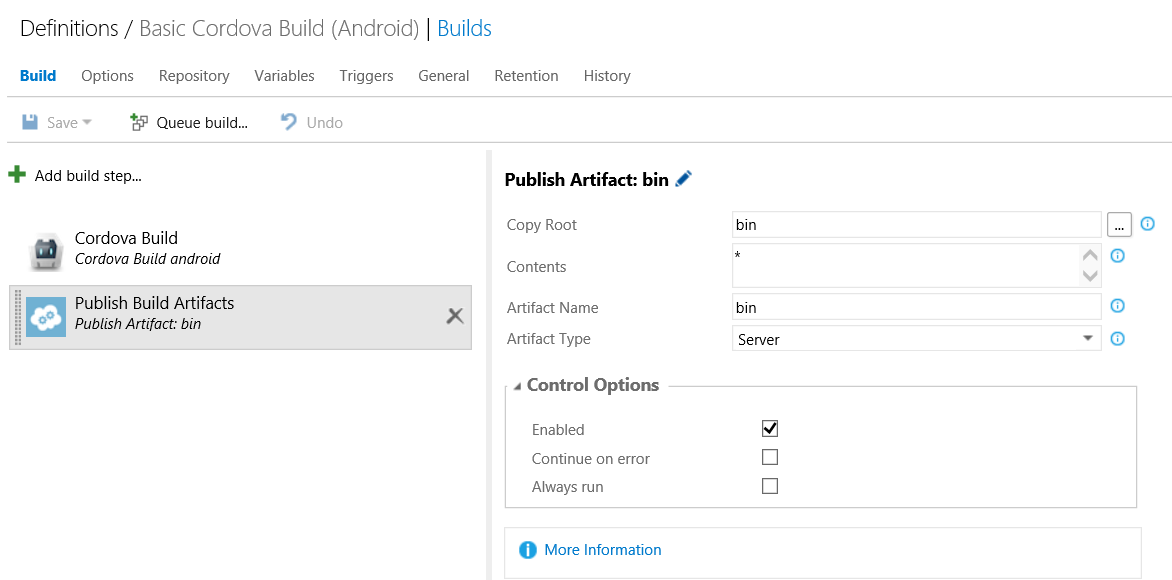 Definitions / Basic Cordova Build (Android) | Builds
Build Options Repository Variables Triggers General Retention History
Save Queue build... Undo
Add build step...
Cordova Build
Cordova Build android
Publish Build Artifacts
Publish Artifact: bin
Publish Artifact: bin
Copy Root bin ...
Contents *
Artifact Name bin
Artifact Type Server
Control Options
Enabled
Continue on error
Always run
More Information